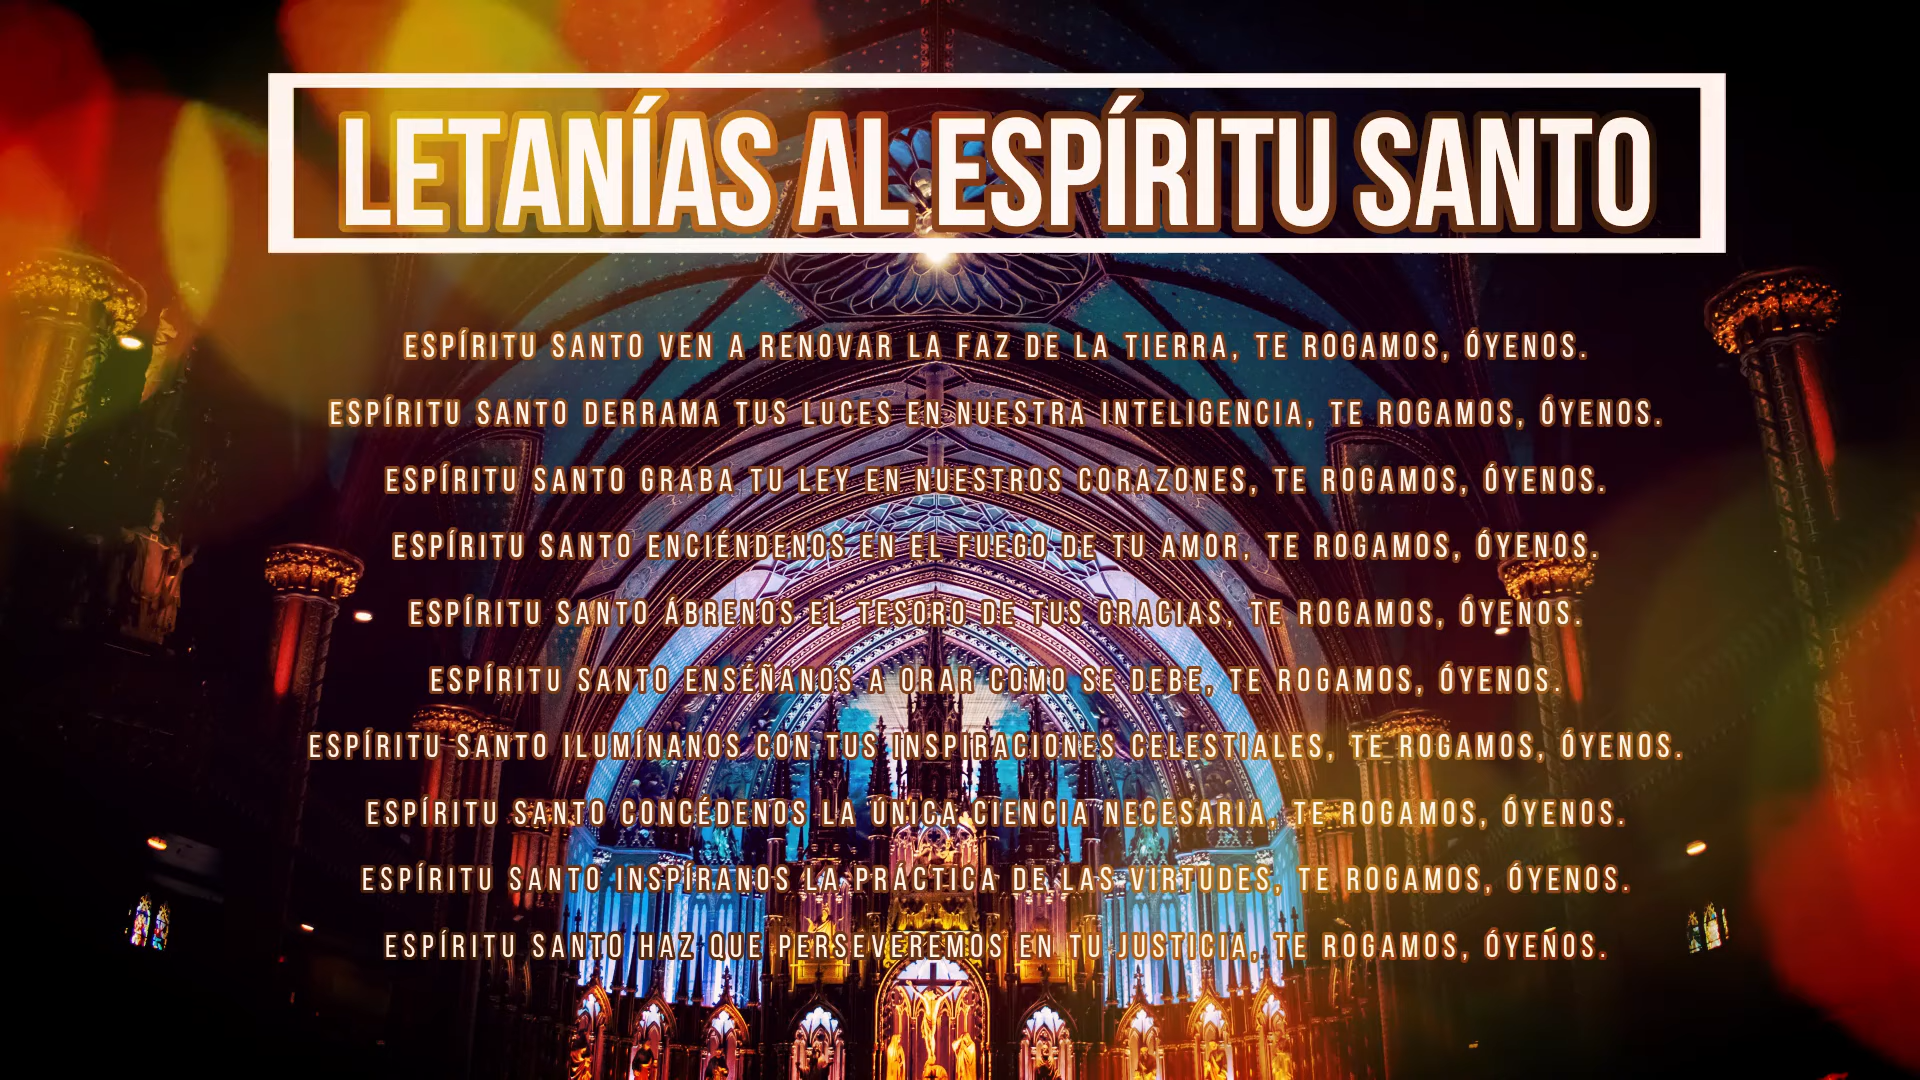 LETANÍAS AL ESPÍRITU SANTO
ESPÍRITU SANTO VEN A RENOVAR LA FAZ DE LA TIERRA, TE ROGAMOS, ÓYENOS.
ESPÍRITU SANTO DERRAMA TUS LUCES EN NUESTRA INTELIGENCIA, TE ROGAMOS, ÓYENOS.
ESPÍRITU SANTO GRABA TU LEY EN NUESTROS CORAZONES, TE ROGAMOS, ÓYENOS.
ESPÍRITU SANTO ENCIÉNDENOS EN EL FUEGO DE TU AMOR, TE ROGAMOS, ÓYENOS.
ESPÍRITU SANTO ÁBRENOS EL TESORO DE TUS GRACIAS, TE ROGAMOS, ÓYENOS.
ESPÍRITU SANTO ENSÉÑANOS A ORAR COMO SE DEBE, TE ROGAMOS, ÓYENOS.
ESPÍRITU SANTO ILUMÍNANOS CON TUS INSPIRACIONES CELESTIALES, TE ROGAMOS, ÓYENOS.
ESPÍRITU SANTO CONCÉDENOS LA ÚNICA CIENCIA NECESARIA, TE ROGAMOS, ÓYENOS.
ESPÍRITU SANTO INSPÍRANOS LA PRÁCTICA DE LAS VIRTUDES, TE ROGAMOS, ÓYENOS.
ESPÍRITU SANTO HAZ QUE PERSEVEREMOS EN TU JUSTICIA, TE ROGAMOS, ÓYENOS.